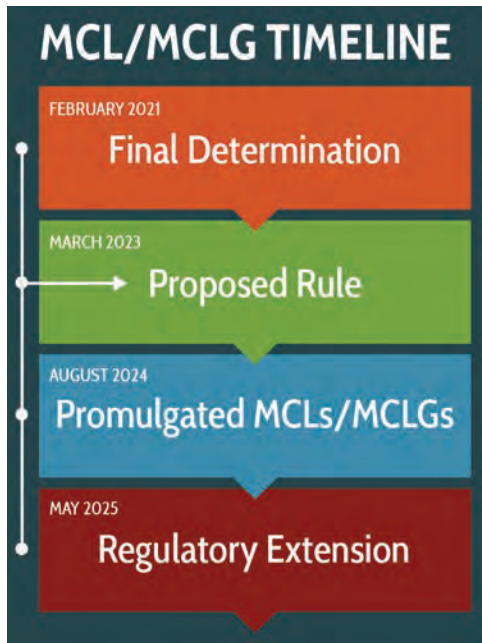 MCL/MCLG TIMELINE
FEBRUARY 2021
Final Determination
MARCH 2023
Proposed Rule
AUGUST 2024
Promulgated MCLs/MCLGs
MAY 2025
Regulatory Extension